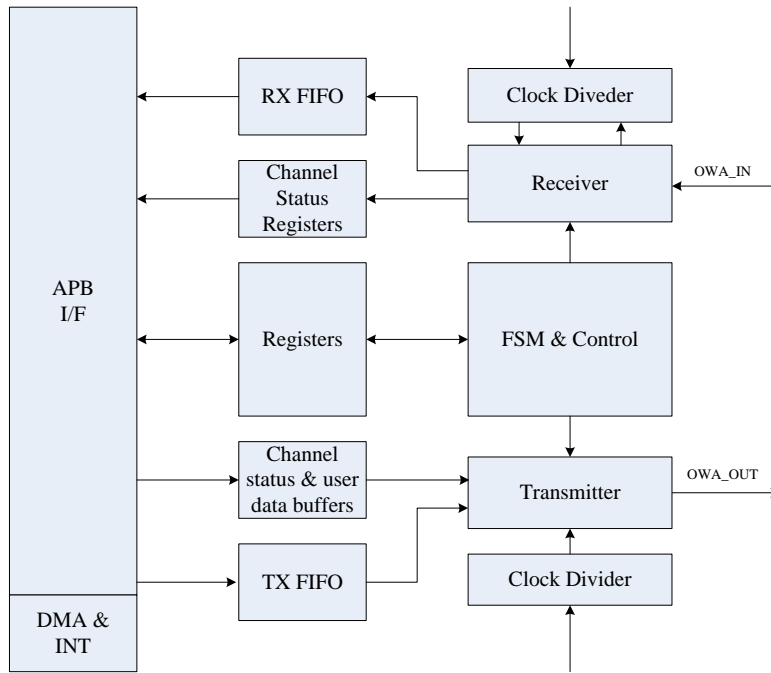 APB
I/F
DMA &
INT
RX FIFO
Channel
Status
Registers
Registers
Channel
status & user
data buffers
TX FIFO
Clock Diveder
Receiver
FSM & Control
Transmitter
Clock Divider
OWA_IN
OWA_OUT